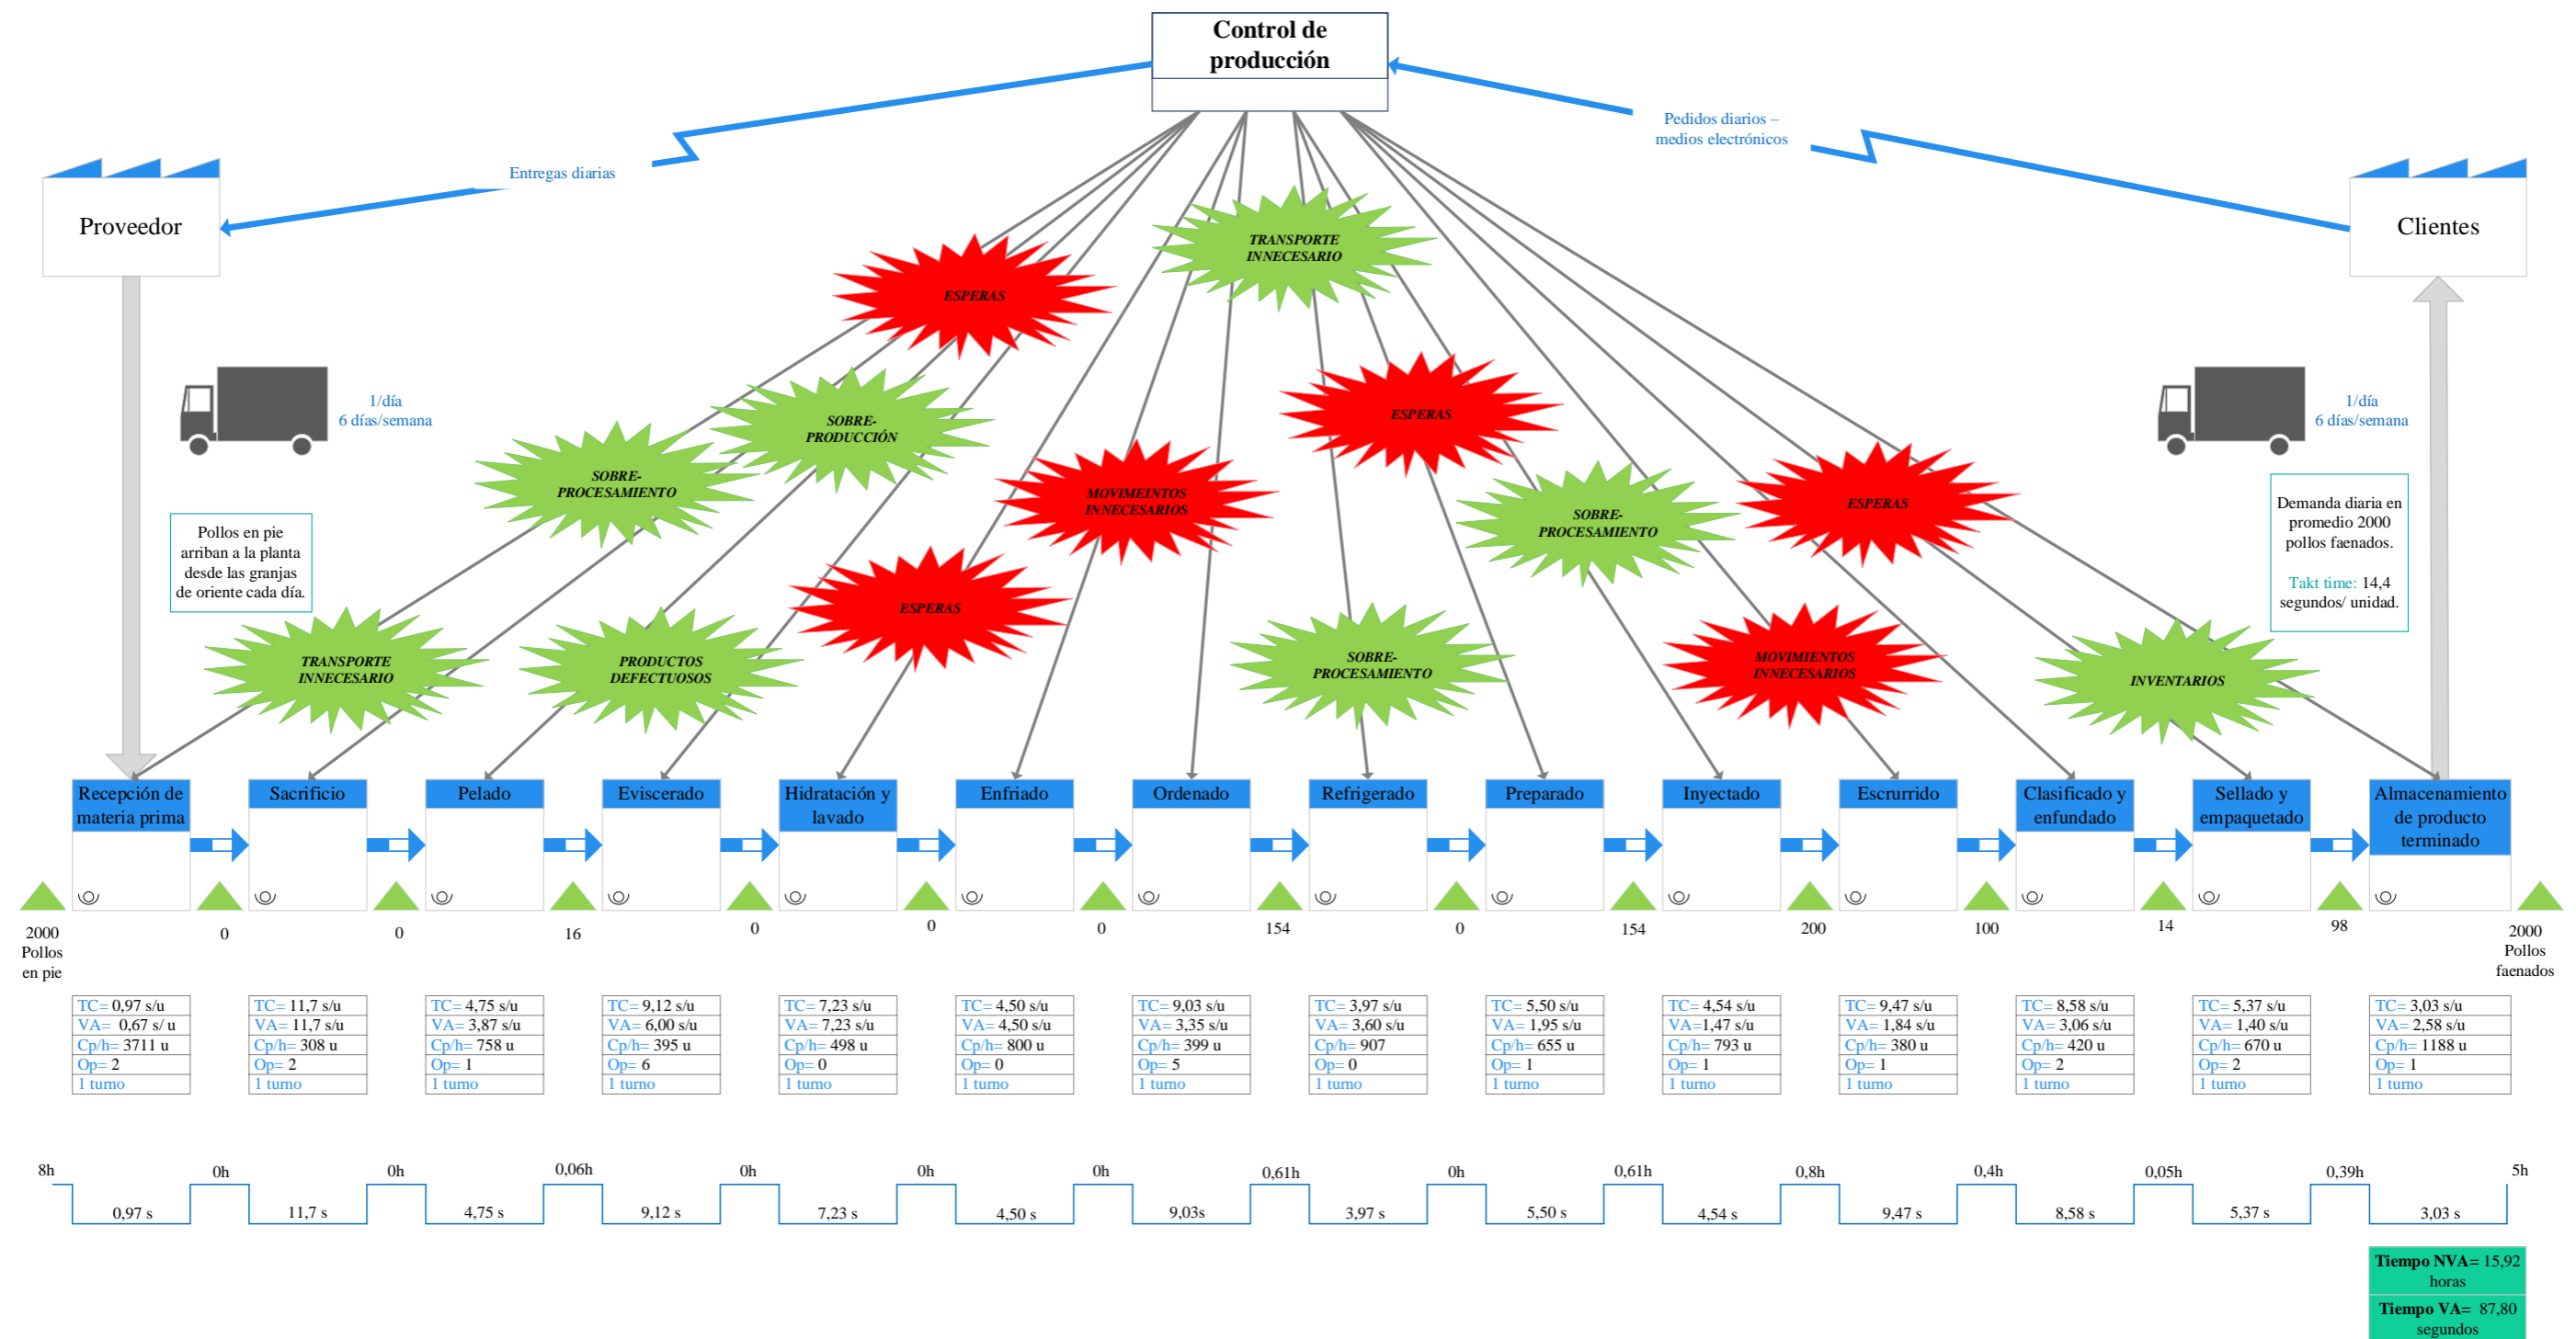 Control de
producción
Entregas diarias
Pedidos diarios –
medios electrónicos
Proveedor
Clientes
TRANSPORTE
INNECESARIO
ESPERAS
ESPERAS
1/día
6 días/semana
1/día
6 días/semana
SOBRE-
PRODUCCIÓN
SOBRE-
PROCESAMIENTO
MOVIMEINTOS
INNECESARIOS
SOBRE-
PROCESAMIENTO
ESPERAS
Pollos en pie
arriban a la planta
desde las granjas
de oriente cada día.
Demanda diaria en
promedio 2000
pollos faenados.
Takt time: 14,4
segundos/ unidad.
ESPERAS
TRANSPORTE
INNECESARIO
PRODUCTOS
DEFECTUOSOS
SOBRE-
PROCESAMIENTO
MOVIMIENTOS
INNECESARIOS
INVENTARIOS
Recepción de
materia prima
Sacrificio
Pelado
Eviscerado
Hidratación y
lavado
Enfriado
Ordenado
Refrigerado
Preparado
Inyectado
Escrurrido
Clasificado y
enfundado
Sellado y
empaquetado
Almacenamiento
de producto
terminado
2000
Pollos
en pie
0
0
16
0
0
0
154
0
154
200
100
14
98
2000
Pollos
faenados
TC= 0,97 s/u
VA= 0,67 s/ u
Cp/h= 3711 u
Op= 2
1 turno
TC= 11,7 s/u
VA= 11,7 s/u
Cp/h= 308 u
Op= 2
1 turno
TC= 4,75 s/u
VA= 3,87 s/u
Cp/h= 758 u
Op= 1
1 turno
TC= 9,12 s/u
VA= 6,00 s/u
Cp/h= 395 u
Op= 6
1 turno
TC= 7,23 s/u
VA= 7,23 s/u
Cp/h= 498 u
Op= 0
1 turno
TC= 4,50 s/u
VA= 4,50 s/u
Cp/h= 800 u
Op= 0
1 turno
TC= 9,03 s/u
VA= 3,35 s/u
Cp/h= 399 u
Op= 5
1 turno
TC= 3,97 s/u
VA= 3,60 s/u
Cp/h= 907
Op= 0
1 turno
TC= 5,50 s/u
VA= 1,95 s/u
Cp/h= 655 u
Op= 1
1 turno
TC= 4,54 s/u
VA=1,47 s/u
Cp/h= 793 u
Op= 1
1 turno
TC= 9,47 s/u
VA= 1,84 s/u
Cp/h= 380 u
Op= 1
1 turno
TC= 8,58 s/u
VA= 3,06 s/u
Cp/h= 420 u
Op= 2
1 turno
TC= 5,37 s/u
VA= 1,40 s/u
Cp/h= 670 u
Op= 2
1 turno
TC= 3,03 s/u
VA= 2,58 s/u
Cp/h= 1188 u
Op= 1
1 turno
8h 0h 0h 0,06h 0h 0h 0h 0,61h 0h 0,61h 0,8h 0,4h 0,05h 0,39h 5h
0,97 s 11,7 s 4,75 s 9,12 s 7,23 s 4,50 s 9,03s 3,97 s 5,50 s 4,54 s 9,47 s 8,58 s 5,37 s 3,03 s
Tiempo NVA= 15,92
horas
Tiempo VA= 87,80
segundos